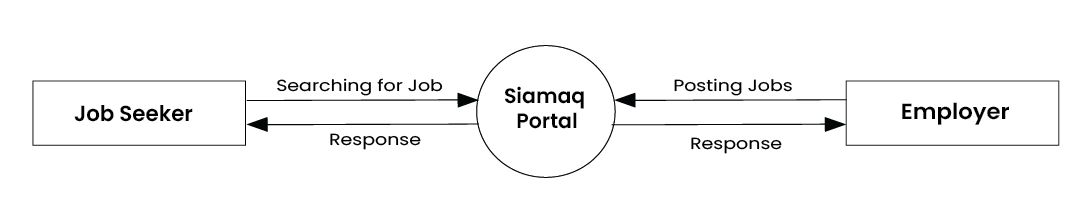 Searching for Job
Posting Jobs
Job Seeker
Siamaq
Portal
Employer
Response
Response